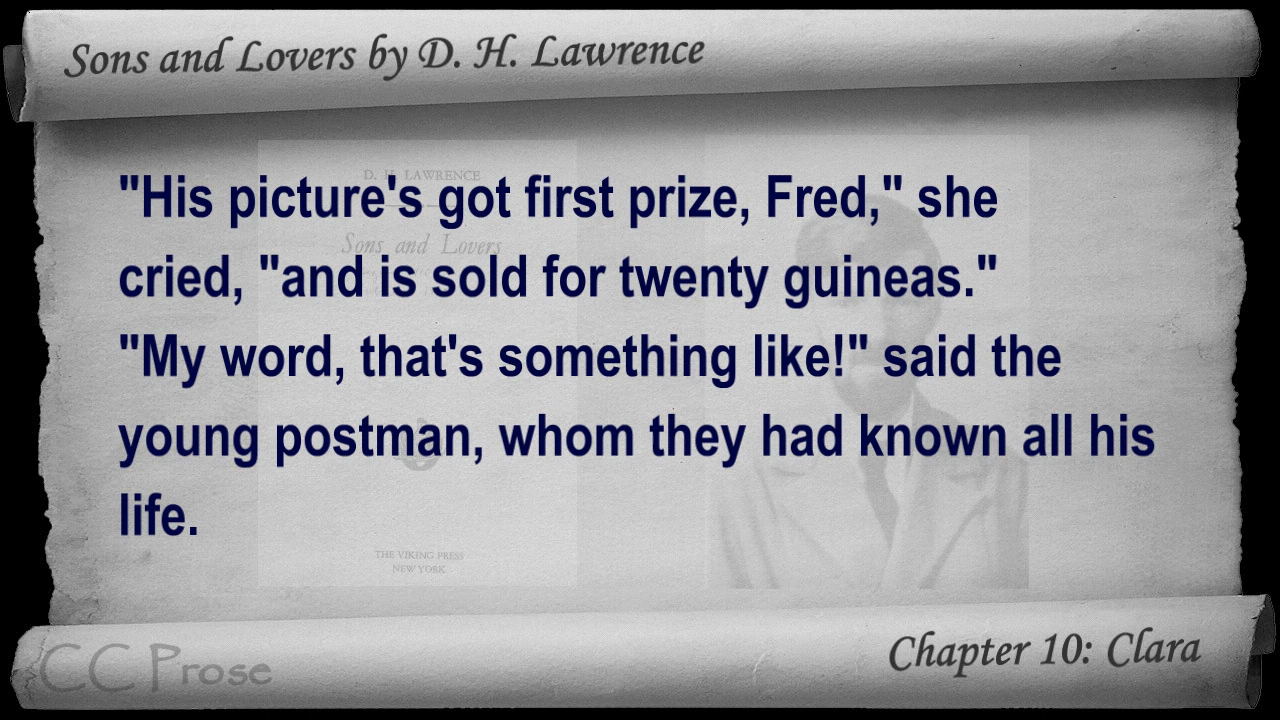 Sons and Lovers by D. H. Lawrence
D. H. LAWRENCE
"His picture's got first prize, Fred," she
Sons and Lovers
cried, "and is sold for twenty guineas."
"My word, that's something like!" said the
young postman, whom they had known all his
life.
THE VIKING PRESS
NEW YORK
CC Prose
Chapter 10: Clara